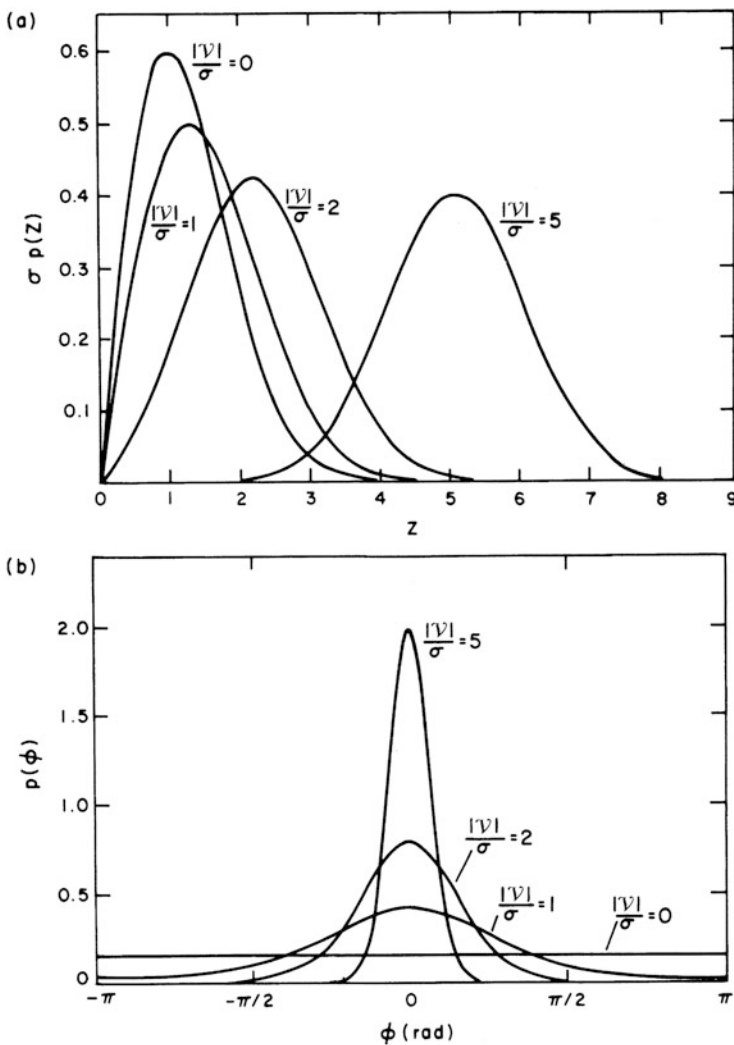 (a)
0.6
0.5
0.4
0.3
0.2
0.1
σ p(Z)
|𝒱|/σ = 0
|𝒱|/σ = 1
|𝒱|/σ = 2
|𝒱|/σ = 5
0 1 2 3 4 5 6 7 8 9
Z
(b)
2.0
1.5
1.0
0.5
0
p(ϕ)
|𝒱|/σ = 5
|𝒱|/σ = 2
|𝒱|/σ = 1
|𝒱|/σ = 0
-π -π/2 0 π/2 π
ϕ (rad)